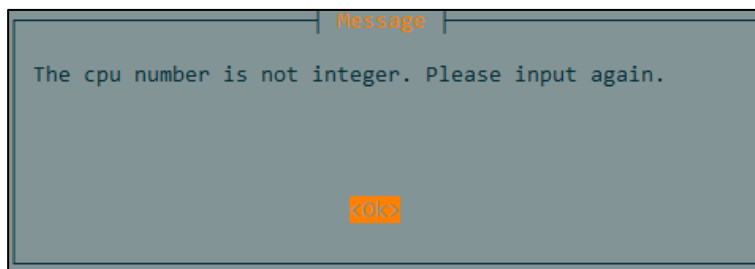 Message
The cpu number is not integer. Please input again.
<Ok>